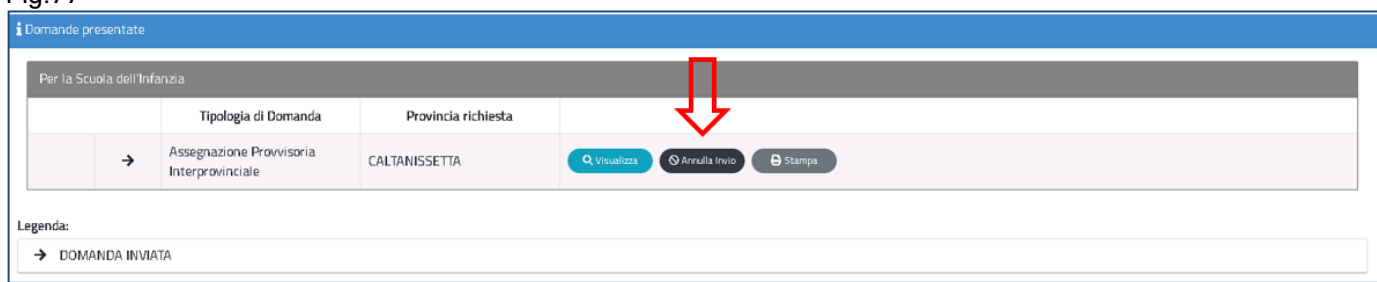 Fig.77
Domande presentate
Per la Scuola dell'Infanzia
Tipologia di Domanda Provincia richiesta
Assegnazione Provvisoria Interprovinciale CALTANISSETTA Visualizza Annulla Invio Stampa
Legenda:
→ DOMANDA INVIATA